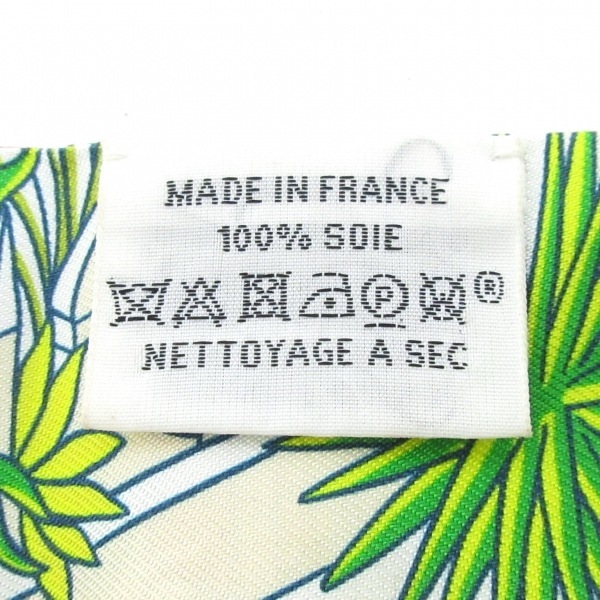 MADE IN FRANCE
100% SOIE
P ®
NETTOYAGE A SEC